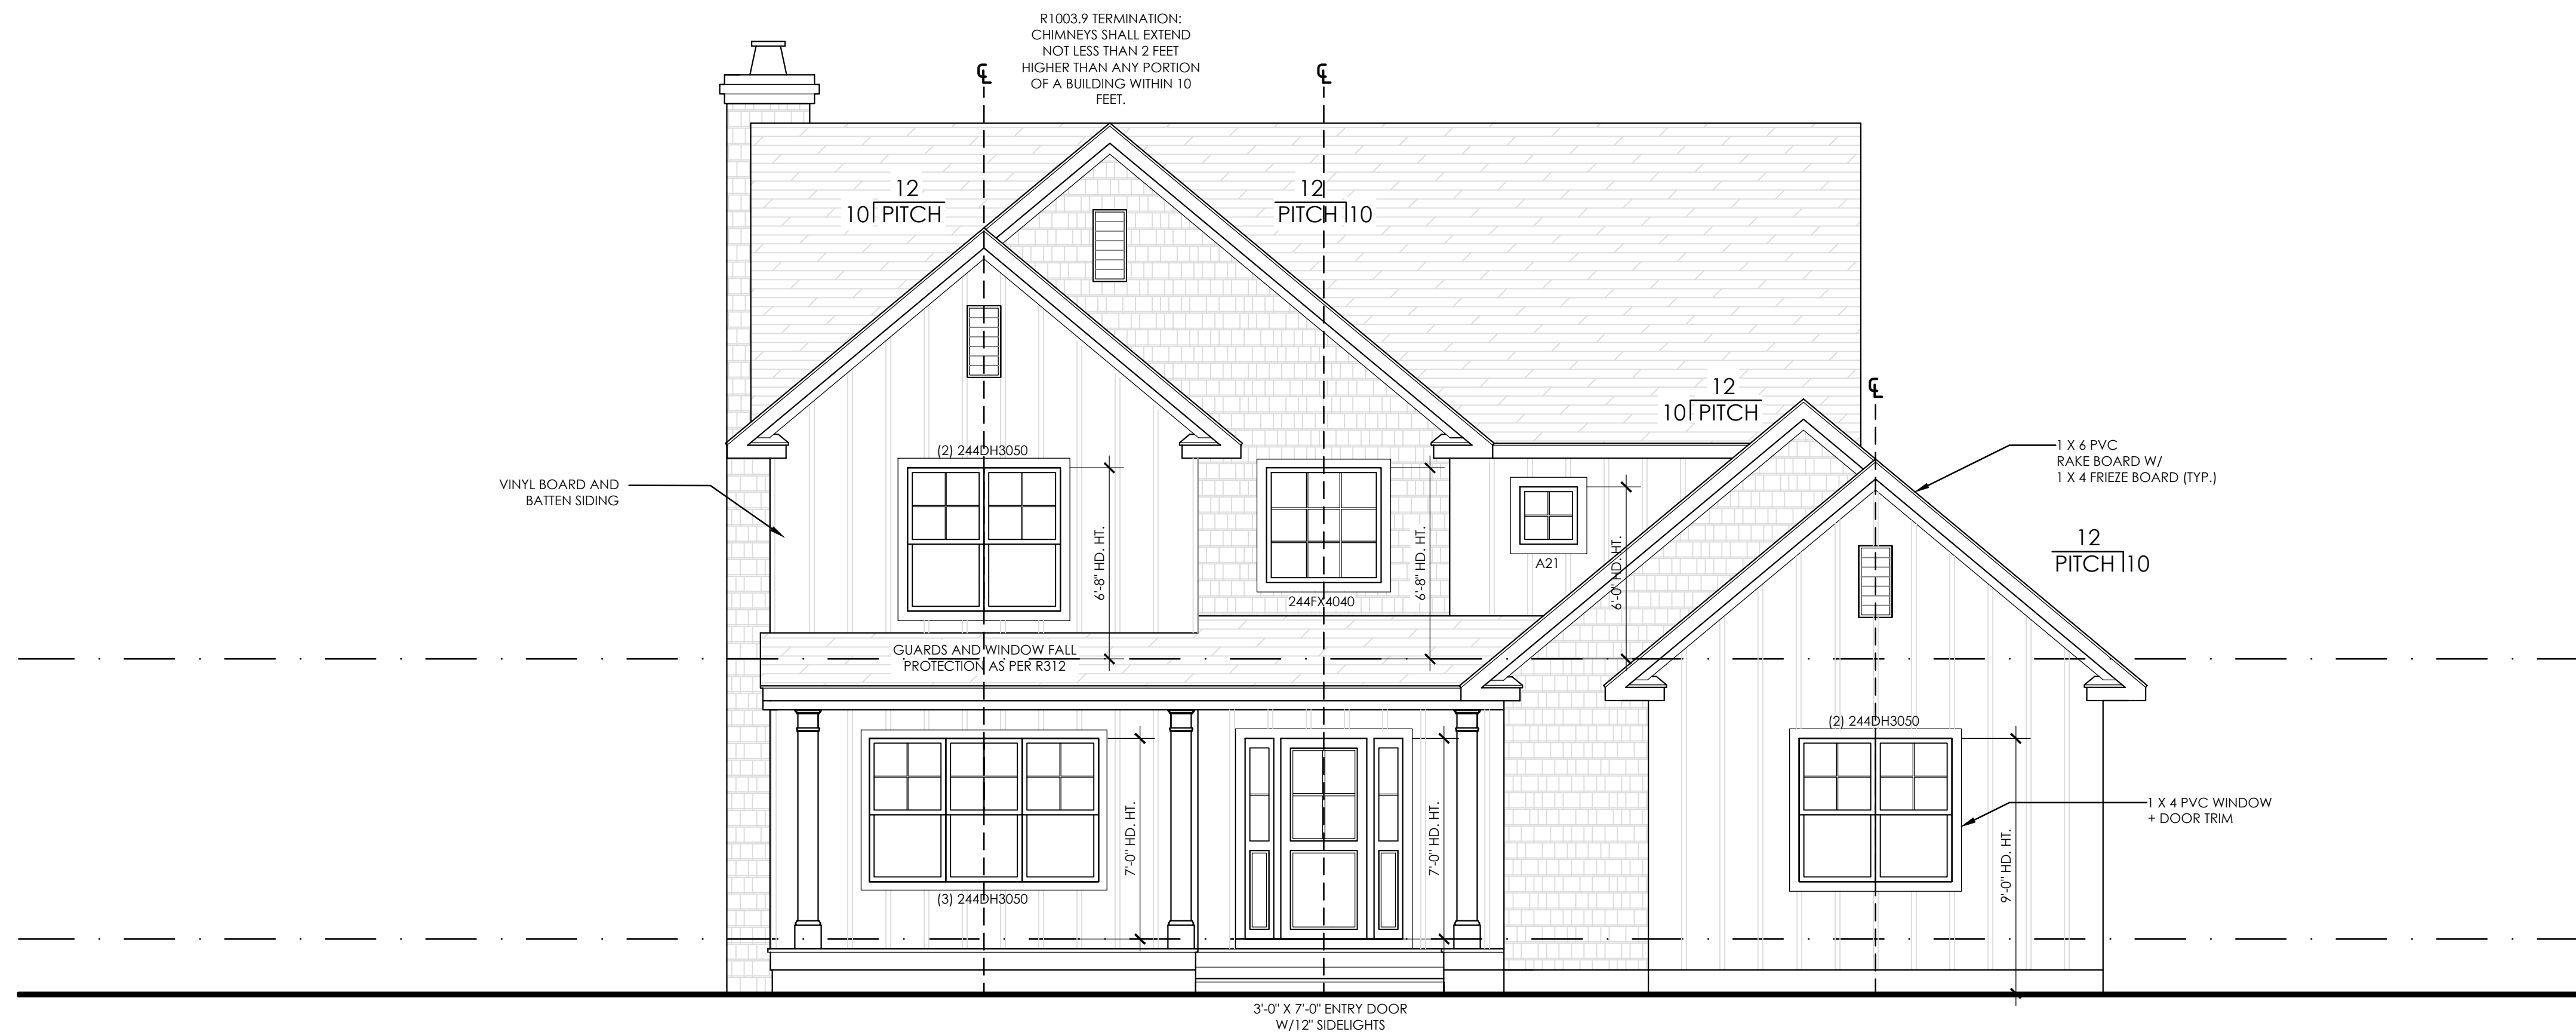 R1003.9 TERMINATION:
CHIMNEYS SHALL EXTEND
NOT LESS THAN 2 FEET
HIGHER THAN ANY PORTION
OF A BUILDING WITHIN 10
FEET.
℄
℄
12
10 PITCH
12
PITCH 10
12
10 PITCH
℄
1 X 6 PVC
RAKE BOARD W/
1 X 4 FRIEZE BOARD (TYP.)
(2) 244DH3050
VINYL BOARD AND
BATTEN SIDING
6'-8" HD. HT.
6'-8" HD. HT.
6'-0" HD. HT.
A21
244FX4040
12
PITCH 10
GUARDS AND WINDOW FALL
PROTECTION AS PER R312
(2) 244DH3050
7'-0" HD. HT.
7'-0" HD. HT.
9'-0" HD. HT.
1 X 4 PVC WINDOW
+ DOOR TRIM
(3) 244DH3050
3'-0" X 7'-0" ENTRY DOOR
W/12" SIDELIGHTS